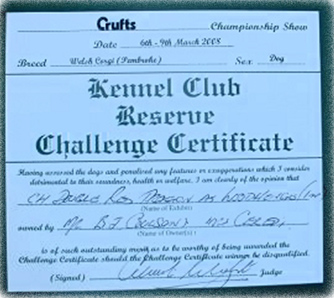 Crufts Championship Show
Date 6th - 9th March 2008
Breed Welsh Corgi (Pembroke) Sex Dog
Kennel Club
Reserve
Challenge Certificate
Having assessed the dogs and penalised any features or exaggerations which I consider
detrimental to their soundness, health or welfare. I am clearly of the opinion that
CH
(Name of Exhibit)
owned by
(Name of Owner(s))
is of such outstanding merit as to be worthy of being awarded the
Challenge Certificate should the Challenge Certificate winner be disqualified.
(Signed) Judge